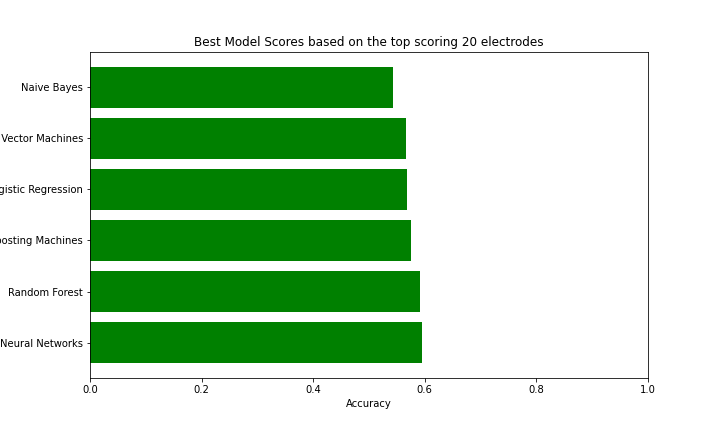 Best Model Scores based on the top scoring 20 electrodes
Naive Bayes
Vector Machines
gistic Regression
osting Machines
Random Forest
Neural Networks
0.0 0.2 0.4 0.6 0.8 1.0
Accuracy